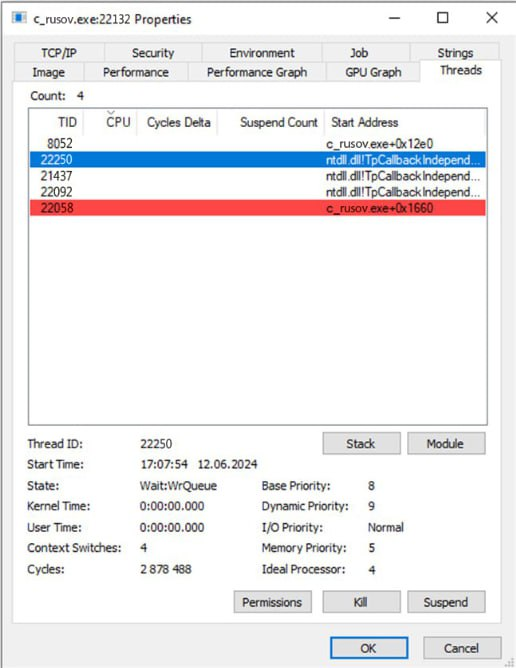 c_rusov.exe:22132 Properties
TCP/IP Security Environment Job Strings
Image Performance Performance Graph GPU Graph Threads
Count: 4
TID CPU Cycles Delta Suspend Count Start Address
8052 c_rusov.exe+0x12e0
22250 ntdll.dll!TpCallbackIndepend...
21437 ntdll.dll!TpCallbackIndepend...
22092 ntdll.dll!TpCallbackIndepend...
22058 c_rusov.exe+0x1660
Thread ID: 22250 Stack Module
Start Time: 17:07:54 12.06.2024
State: Wait:WrQueue Base Priority: 8
Kernel Time: 0:00:00.000 Dynamic Priority: 9
User Time: 0:00:00.000 I/O Priority: Normal
Context Switches: 4 Memory Priority: 5
Cycles: 2 878 488 Ideal Processor: 4
Permissions Kill Suspend
OK Cancel